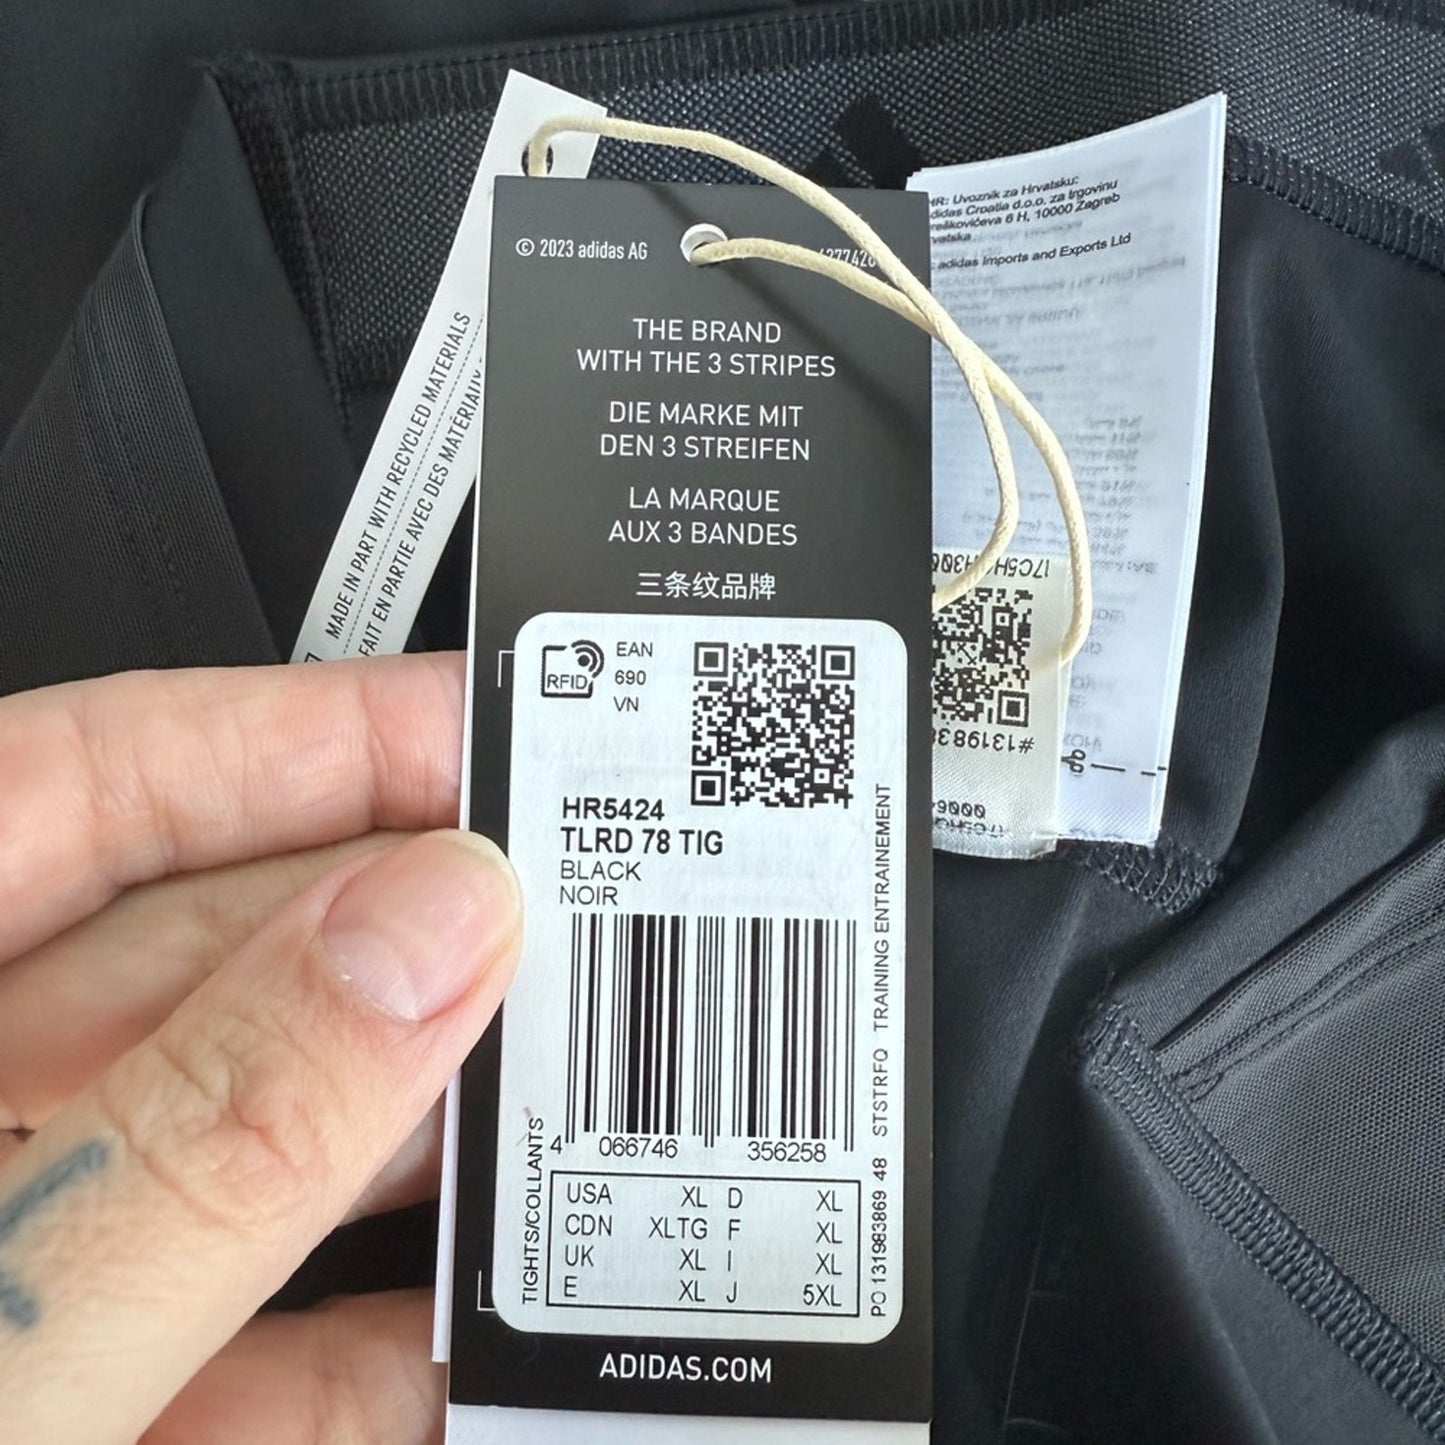 © 2023 adidas AG
THE BRAND
WITH THE 3 STRIPES
DIE MARKE MIT
DEN 3 STREIFEN
LA MARQUE
AUX 3 BANDES
三条纹品牌
RFID
EAN
690
VN
HR5424
TLRD 78 TIG
BLACK
NOIR
4 066746 356258
TIGHTS/COLLANTS
USA XL D XL
CDN XLTG F XL
UK XL I XL
E XL J 5XL
PO 131983869 48 STSTRFQ TRAINING ENTRAINEMENT
ADIDAS.COM
MADE IN PART WITH RECYCLED MATERIALS
FAIT EN PARTIE AVEC DES MATÉRIAUX
HR: Uvoznik za Hrvatsku:
adidas Croatia d.o.o. za trgovinu
6 H, 10000 Zagreb
adidas Imports and Exports Ltd